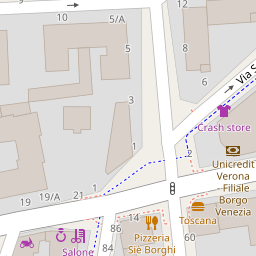 10
5/A
12
8
5
6
Via S
3
Crash store
1
2
Unicredit
Verona
Filiale
Borgo
Venezia
1
21
19/A
19
14
Toscana
86
Pizzeria
Siè Borghi
Salone
84